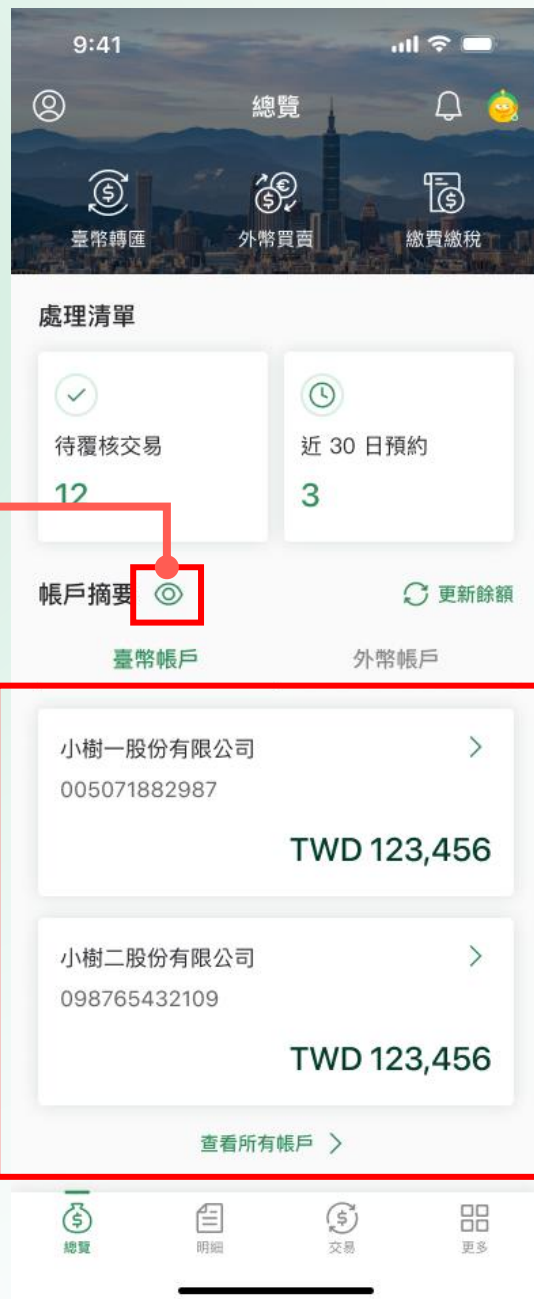 9:41
總覽
臺幣轉匯 外幣買賣 繳費繳稅
處理清單
待覆核交易 近 30 日預約
12 3
帳戶摘要 更新餘額
臺幣帳戶 外幣帳戶
小樹一股份有限公司
005071882987
TWD 123,456
小樹二股份有限公司
098765432109
TWD 123,456
查看所有帳戶
總覽 明細 交易 更多